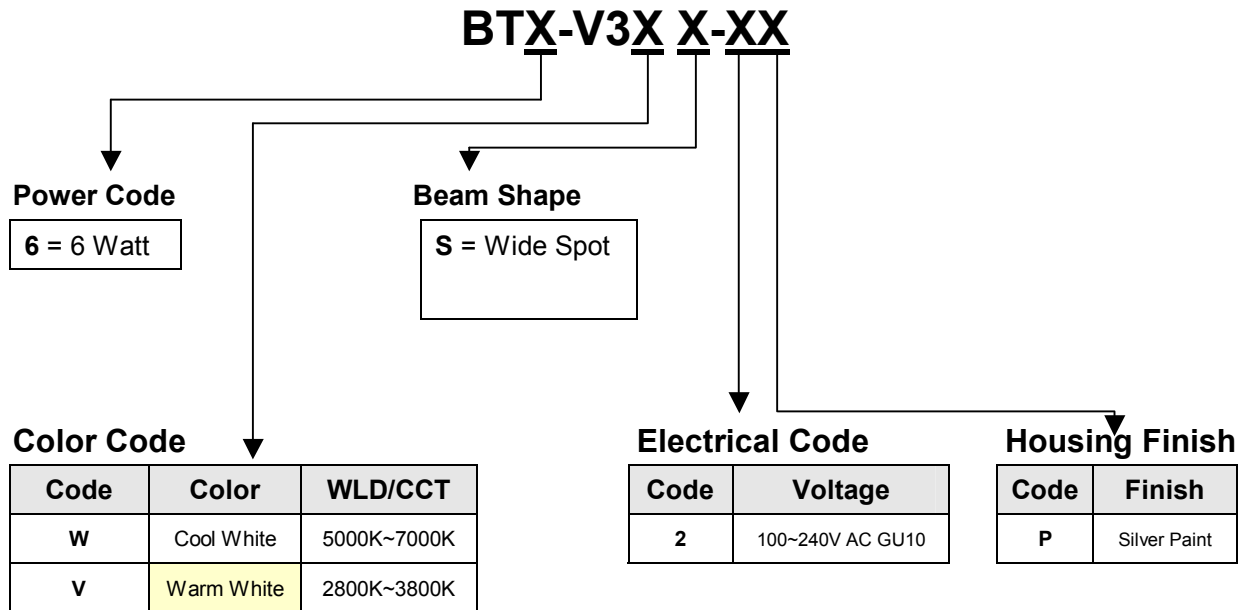 BTX-V3X X-XX
Power Code
6 = 6 Watt
Beam Shape
S = Wide Spot
Color Code
Code Color WLD/CCT
W Cool White 5000K~7000K
V Warm White 2800K~3800K
Electrical Code
Code Voltage
2 100~240V AC GU10
Housing Finish
Code Finish
P Silver Paint